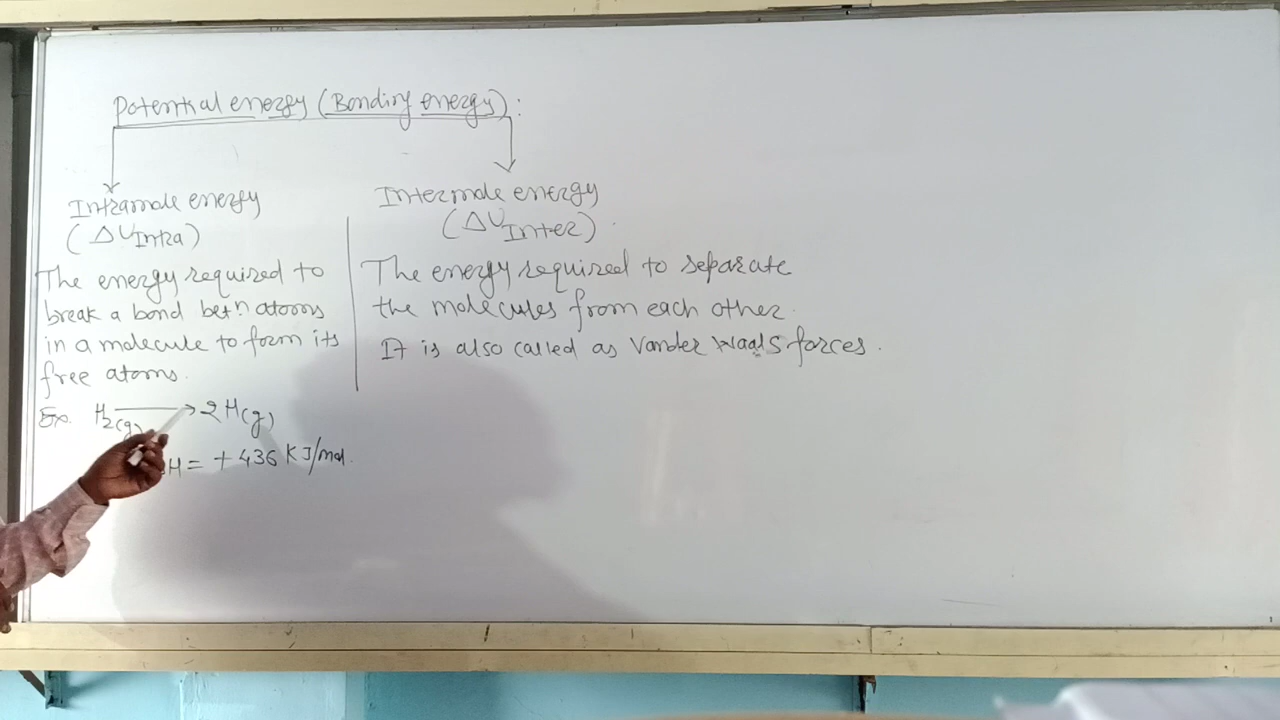 Potential energy (Bonding energy):
Intramole energy
(ΔU Intra)
The energy required to
break a bond betn atoms
in a molecule to form its
free atoms.
Ex. H2(g) → 2H(g)
H = + 436 KJ/mol.
Intermole energy
(ΔU Inter)
The energy required to separate
the molecules from each other.
It is also called as Vander Waals forces.